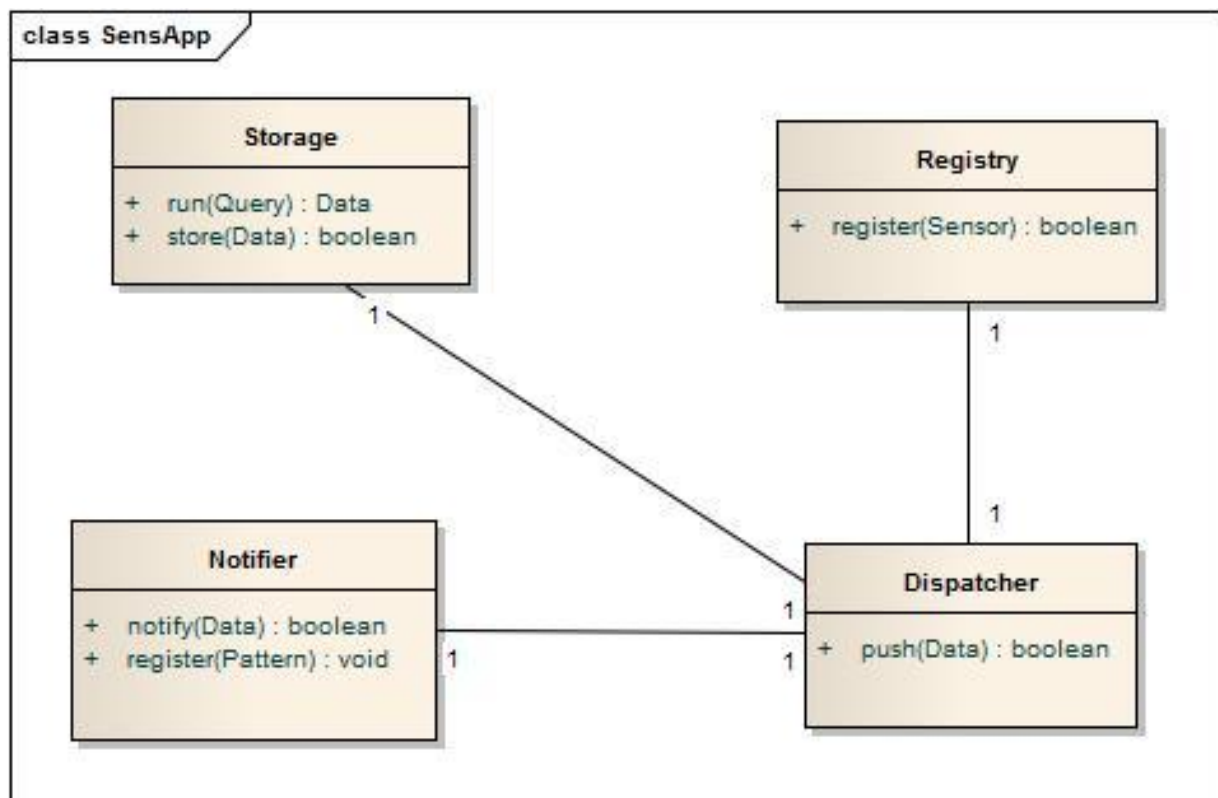 class SensApp
Storage
+ run(Query) : Data
+ store(Data) : boolean
Registry
+ register(Sensor) : boolean
1
1
1
Notifier
+ notify(Data) : boolean
+ register(Pattern) : void
1
1
1
Dispatcher
+ push(Data) : boolean